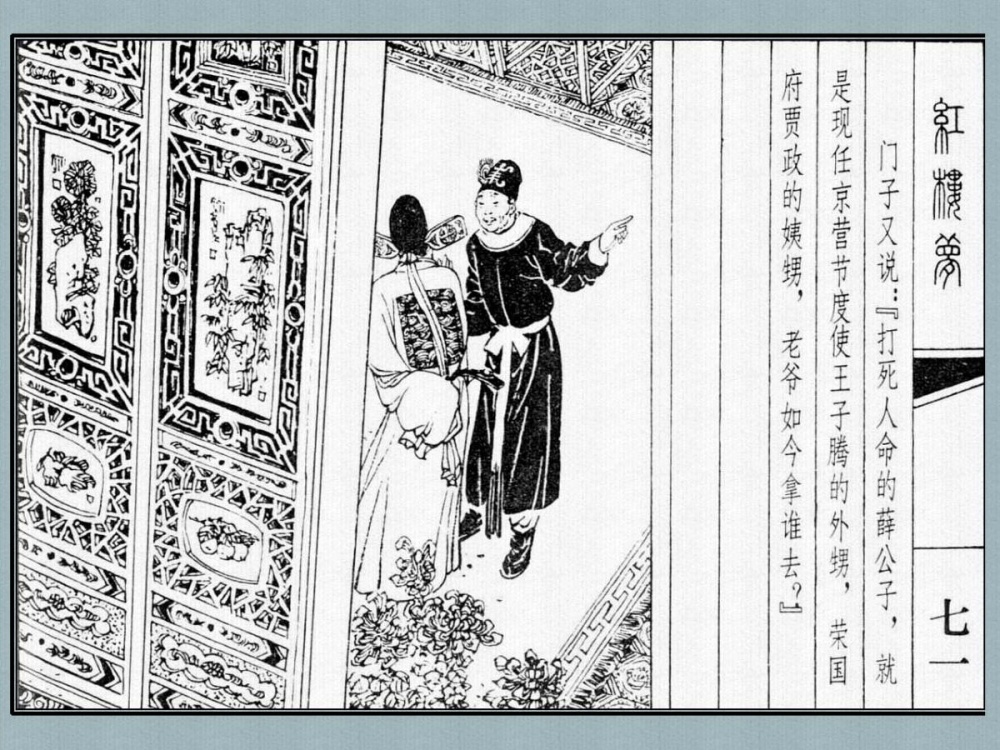 紅樓夢
七一
门子又说：『打死人命的薛公子，就
是现任京营节度使王子腾的外甥，荣国
府贾政的姨甥，老爷如今拿谁去？』